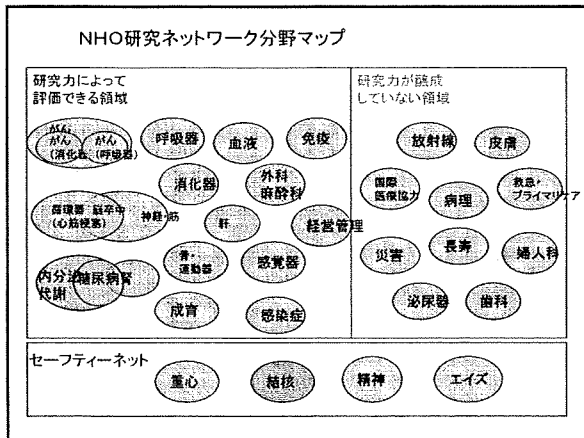 NHO研究ネットワーク分野マップ
研究力によって
評価できる領域
研究力が醸成
していない領域
がん
がん
(消化器)
がん
(呼吸器)
呼吸器
血液
免疫
消化器
外科
麻酔科
循環器
(心筋梗塞)
脳卒中
神経・筋
肝
経営管理
内分泌
代謝
糖尿病
腎
骨・
運動器
感覚器
成育
感染症
放射線
皮膚
国際
医療協力
病理
救急・
プライマリケア
災害
長寿
婦人科
泌尿器
歯科
セーフティーネット
重心
結核
精神
エイズ